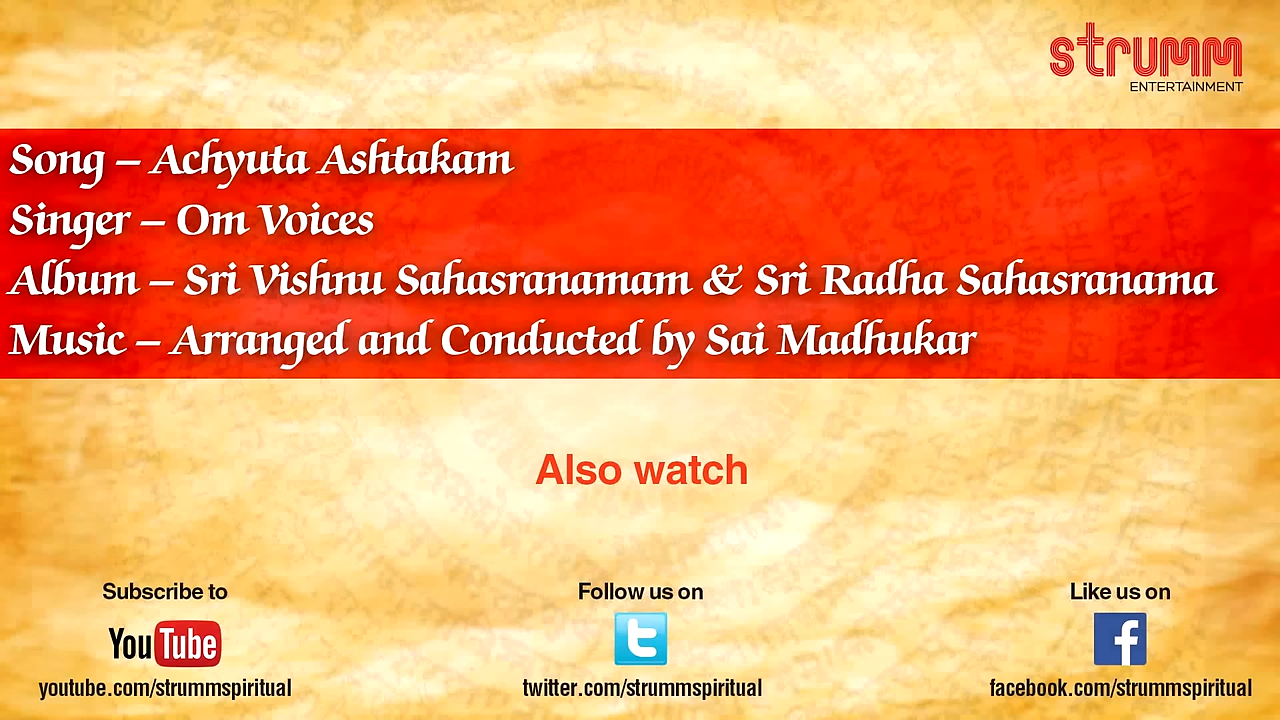 strumm
ENTERTAINMENT
Song – Achyuta Ashtakam
Singer – Om Voices
Album – Sri Vishnu Sahasranamam & Sri Radha Sahasranama
Music – Arranged and Conducted by Sai Madhukar
Also watch
Subscribe to
YouTube
youtube.com/strummspiritual
Follow us on
twitter.com/strummspiritual
Like us on
facebook.com/strummspiritual